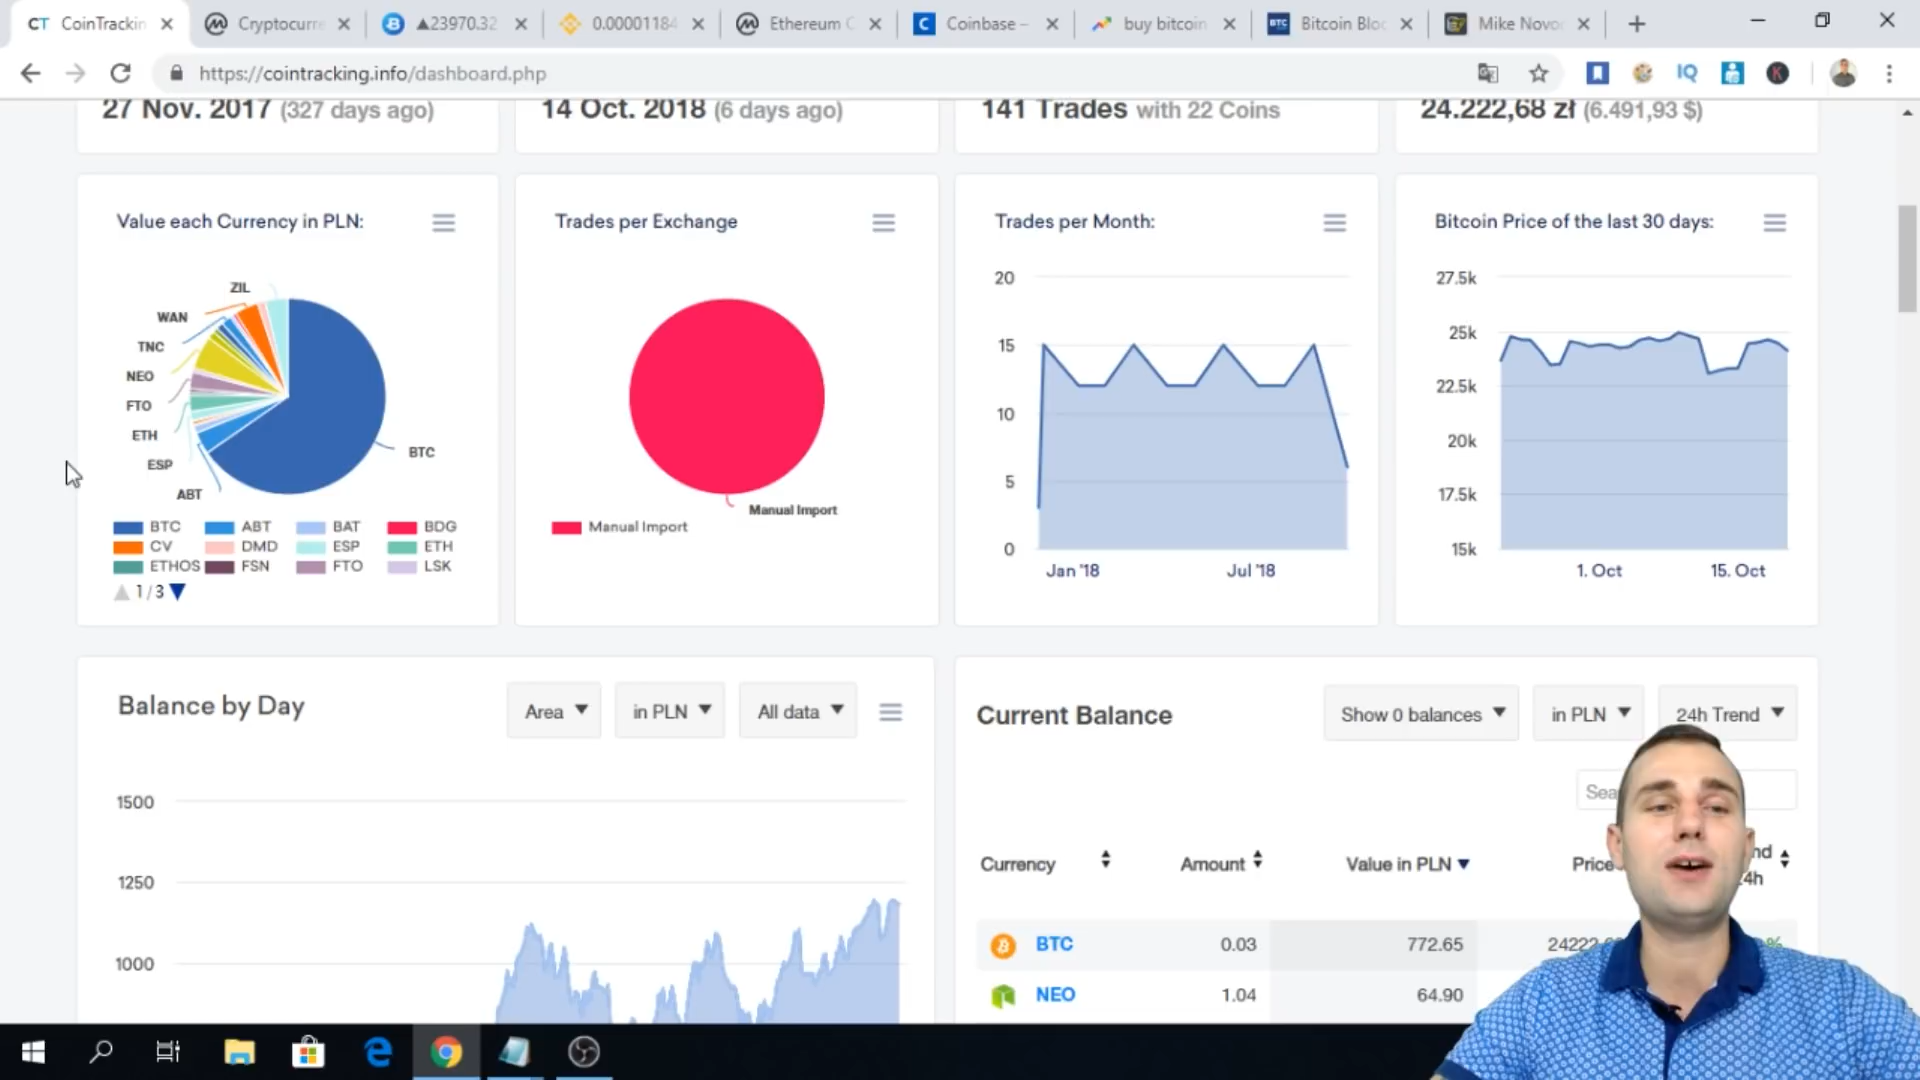 CT CoinTrackin
Cryptocurre
▲23970.32
0.00001184
Ethereum C
Coinbase –
buy bitcoin
BTC Bitcoin Bloc
Mike Novo
https://cointracking.info/dashboard.php
IQ
K
27 Nov. 2017 (327 days ago)
14 Oct. 2018 (6 days ago)
141 Trades with 22 Coins
24.222,68 zł (6.491,93 $)
Value each Currency in PLN:
ZIL
WAN
TNC
NEO
FTO
ETH
ESP
ABT
BTC
BTC ABT BAT BDG
CV DMD ESP ETH
ETHOS FSN FTO LSK
1/3
Trades per Exchange
Manual Import
Manual Import
Trades per Month:
20
15
10
5
0
Jan '18 Jul '18
Bitcoin Price of the last 30 days:
27.5k
25k
22.5k
20k
17.5k
15k
1. Oct 15. Oct
Balance by Day
Area in PLN All data
1500
1250
1000
Current Balance
Show 0 balances in PLN 24h Trend
Sea
Currency Amount Value in PLN Price
BTC 0.03 772.65
NEO 1.04 64.90